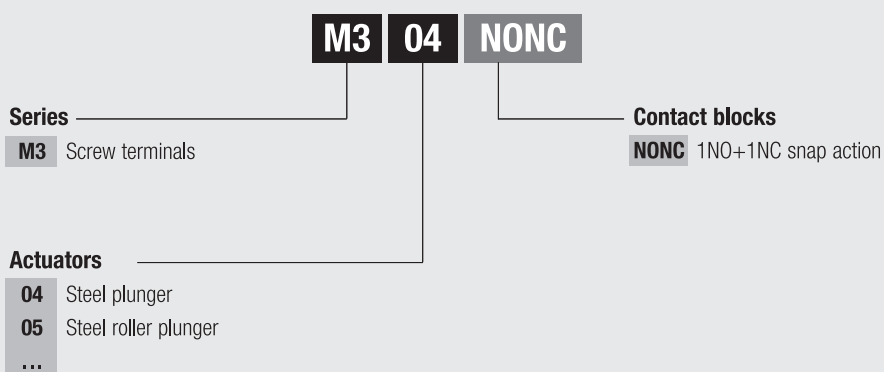 M3 04 NONC
Series
M3 Screw terminals
Contact blocks
NONC 1NO+1NC snap action
Actuators
04 Steel plunger
05 Steel roller plunger
...